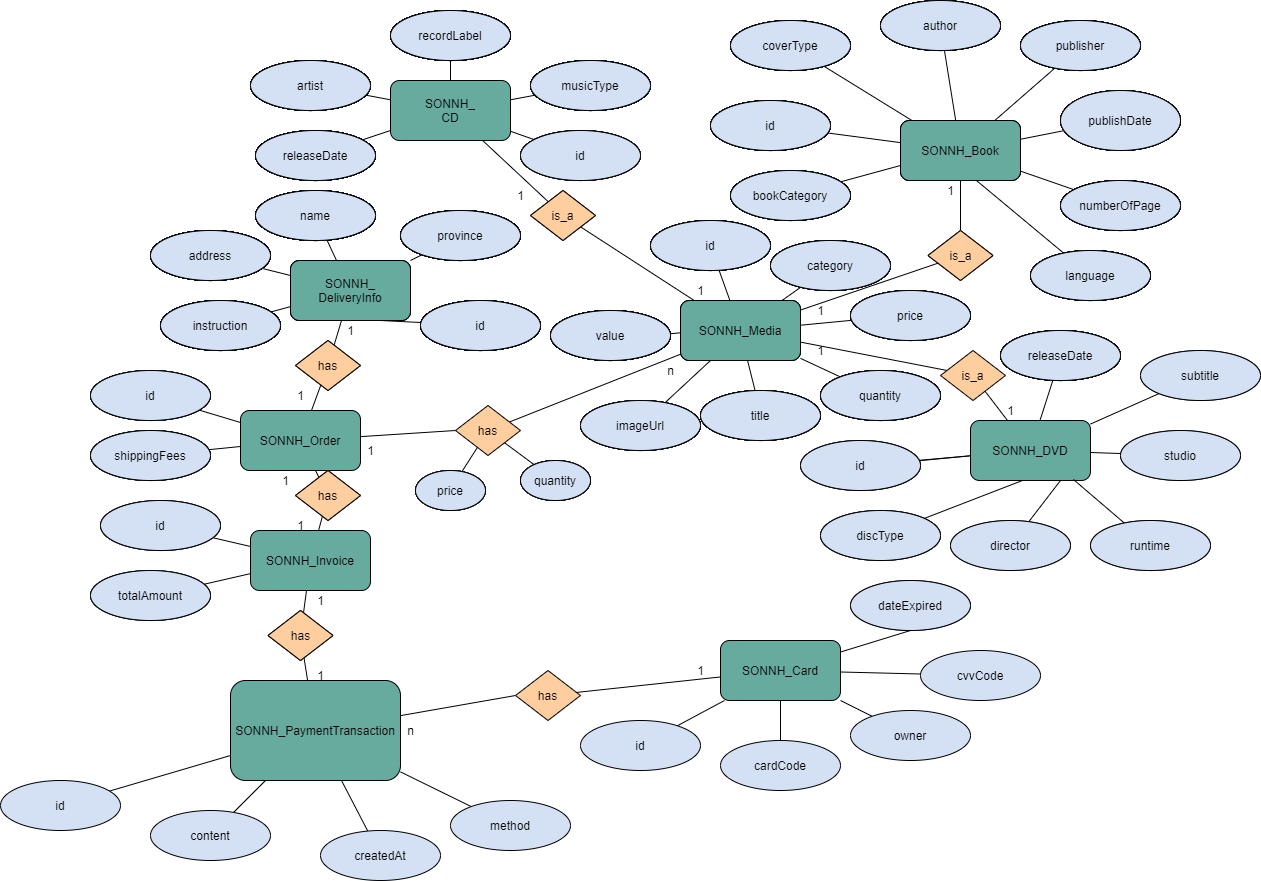 recordLabel
artist
SONNH_
CD
musicType
releaseDate
id
coverType
author
publisher
id
SONNH_Book
publishDate
bookCategory
numberOfPage
language
1
is_a
1
1
is_a
1
name
address
province
SONNH_
DeliveryInfo
instruction
id
1
has
1
id
category
value
SONNH_Media
price
imageUrl
title
quantity
1
is_a
1
releaseDate
subtitle
id
SONNH_DVD
studio
discType
director
runtime
n
has
1
price
quantity
id
SONNH_Order
shippingFees
1
has
1
id
SONNH_Invoice
totalAmount
1
has
1
SONNH_PaymentTransaction
id
content
createdAt
method
n
has
1
dateExpired
SONNH_Card
cvvCode
id
cardCode
owner